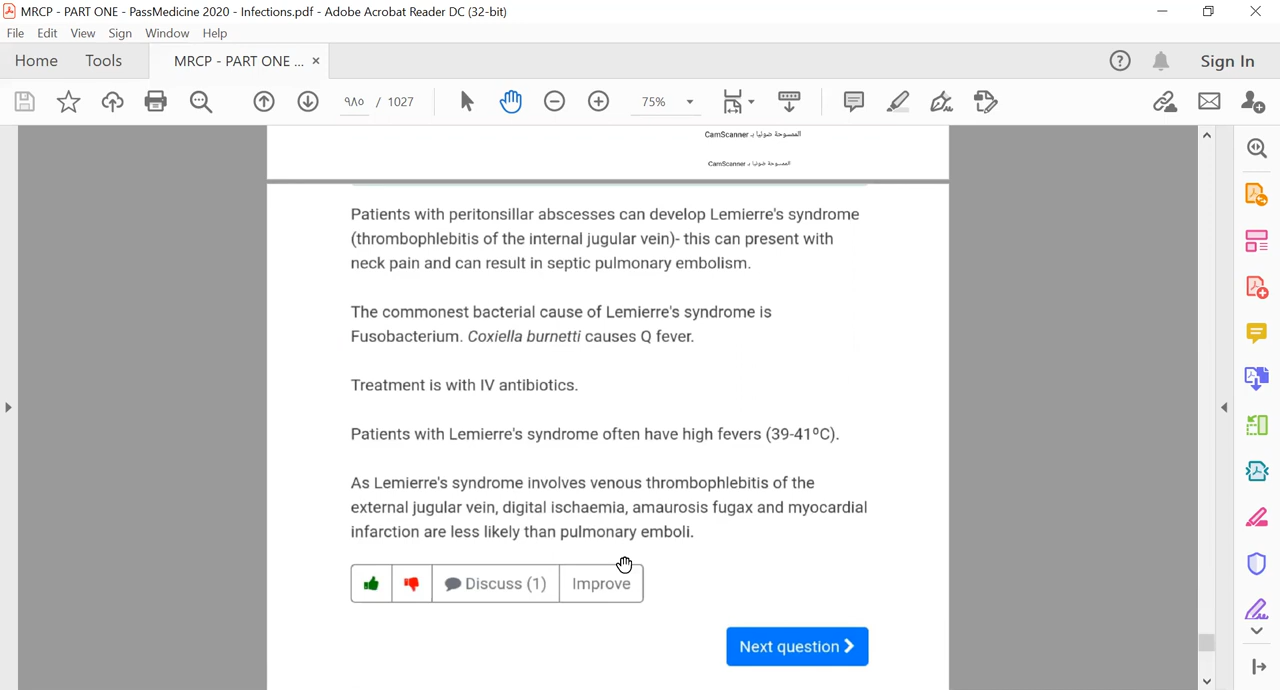 MRCP - PART ONE - PassMedicine 2020 - Infections.pdf - Adobe Acrobat Reader DC (32-bit)
File Edit View Sign Window Help
Home Tools MRCP - PART ONE ... × Sign In
٩٨٥ / 1027 75%
الممسوحة ضوئيا بـ CamScanner
الممسوحة ضوئيا بـ CamScanner
Patients with peritonsillar abscesses can develop Lemierre's syndrome
(thrombophlebitis of the internal jugular vein)- this can present with
neck pain and can result in septic pulmonary embolism.
The commonest bacterial cause of Lemierre's syndrome is
Fusobacterium. Coxiella burnetti causes Q fever.
Treatment is with IV antibiotics.
Patients with Lemierre's syndrome often have high fevers (39-41ºC).
As Lemierre's syndrome involves venous thrombophlebitis of the
external jugular vein, digital ischaemia, amaurosis fugax and myocardial
infarction are less likely than pulmonary emboli.
Discuss (1) Improve
Next question